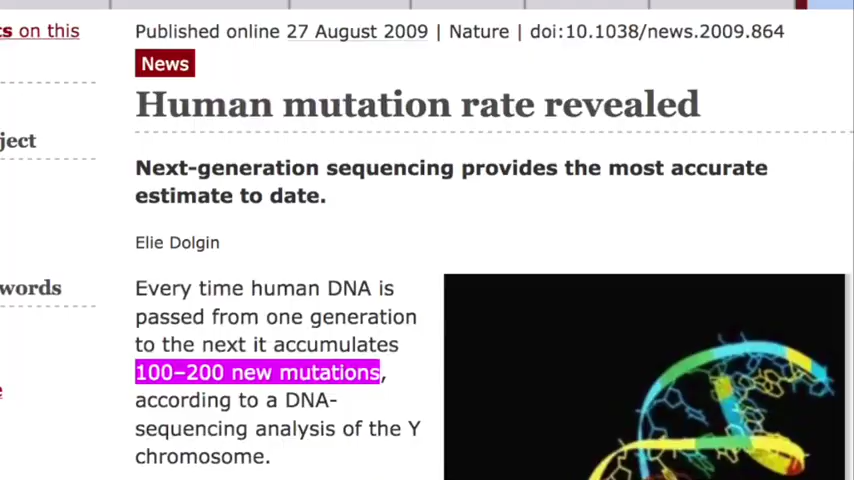 ts on this
Published online 27 August 2009 | Nature | doi:10.1038/news.2009.864
News
Human mutation rate revealed
ject
Next-generation sequencing provides the most accurate
estimate to date.
Elie Dolgin
words
Every time human DNA is
passed from one generation
to the next it accumulates
100–200 new mutations,
according to a DNA-
sequencing analysis of the Y
chromosome.